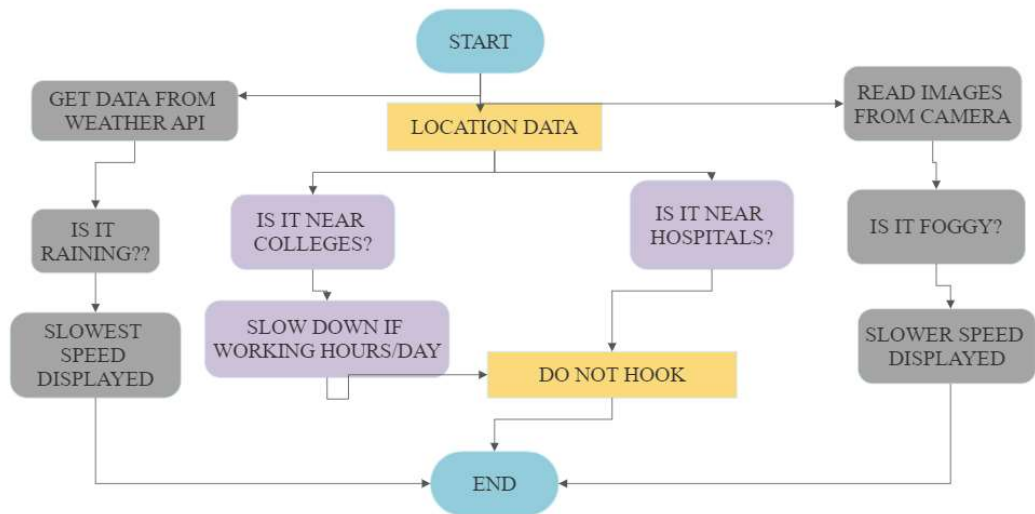 START
GET DATA FROM
WEATHER API
LOCATION DATA
READ IMAGES
FROM CAMERA
IS IT
RAINING??
IS IT NEAR
COLLEGES?
IS IT NEAR
HOSPITALS?
IS IT FOGGY?
SLOWEST
SPEED
DISPLAYED
SLOW DOWN IF
WORKING HOURS/DAY
DO NOT HOOK
SLOWER SPEED
DISPLAYED
END